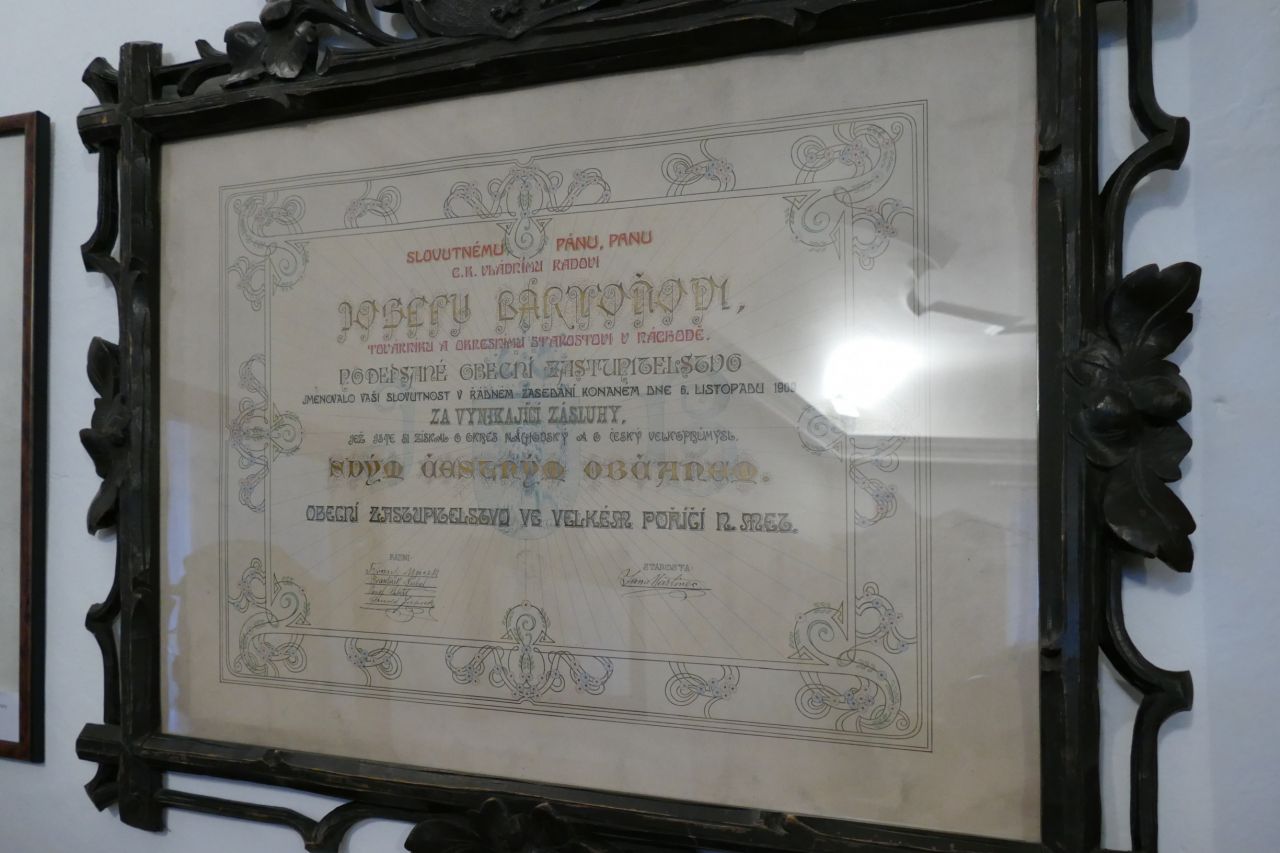 SLOVUTNÉMU PÁNU, PANU
C.K. VLÁDNÍMU RADOVI
JOSEFU BÁRTOŇOVI,
TOVÁRNÍKU A OKRESNÍMU STAROSTOVI V NÁCHODĚ.
PODEPSANÉ OBECNÍ ZASTUPITELSTVO
JMENOVALO VAŠI SLOVUTNOST V ŘÁDNÉM ZASEDÁNÍ KONANÉM DNE 6. LISTOPADU
ZA VYNIKAJÍCÍ ZÁSLUHY,
JEŽ JSTE SI ZÍSKAL O OKRES NÁCHODSKÝ A O ČESKÝ VELKOPRŮMYSL,
SVÝM ČESTNÝM OBČANEM.
OBECNÍ ZASTUPITELSTVO VE VELKÉM POŘÍČÍ N. MET.
RADNÍ:
STAROSTA: